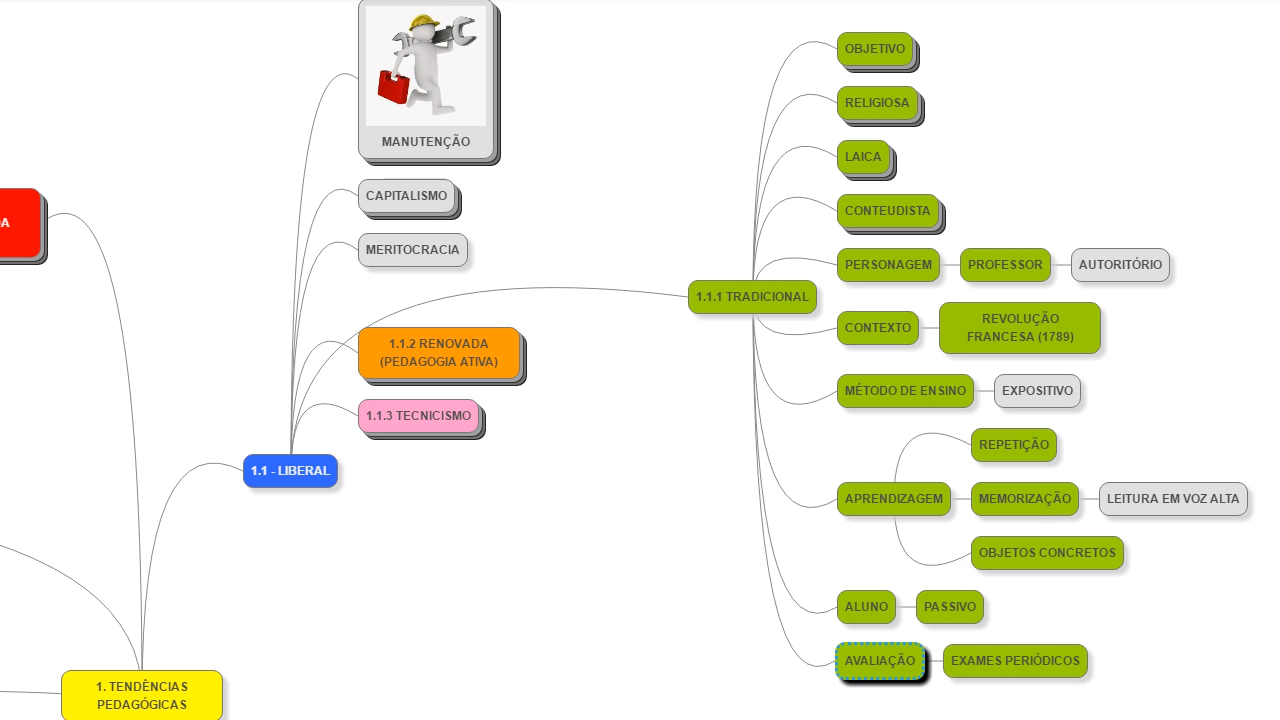 MANUTENÇÃO
CAPITALISMO
MERITOCRACIA
1.1.2 RENOVADA
(PEDAGOGIA ATIVA)
1.1.3 TECNICISMO
1.1 - LIBERAL
1. TENDÊNCIAS
PEDAGÓGICAS
1.1.1 TRADICIONAL
OBJETIVO
RELIGIOSA
LAICA
CONTEUDISTA
PERSONAGEM
PROFESSOR
AUTORITÓRIO
CONTEXTO
REVOLUÇÃO
FRANCESA (1789)
MÉTODO DE ENSINO
EXPOSITIVO
APRENDIZAGEM
REPETIÇÃO
MEMORIZAÇÃO
LEITURA EM VOZ ALTA
OBJETOS CONCRETOS
ALUNO
PASSIVO
AVALIAÇÃO
EXAMES PERIÓDICOS